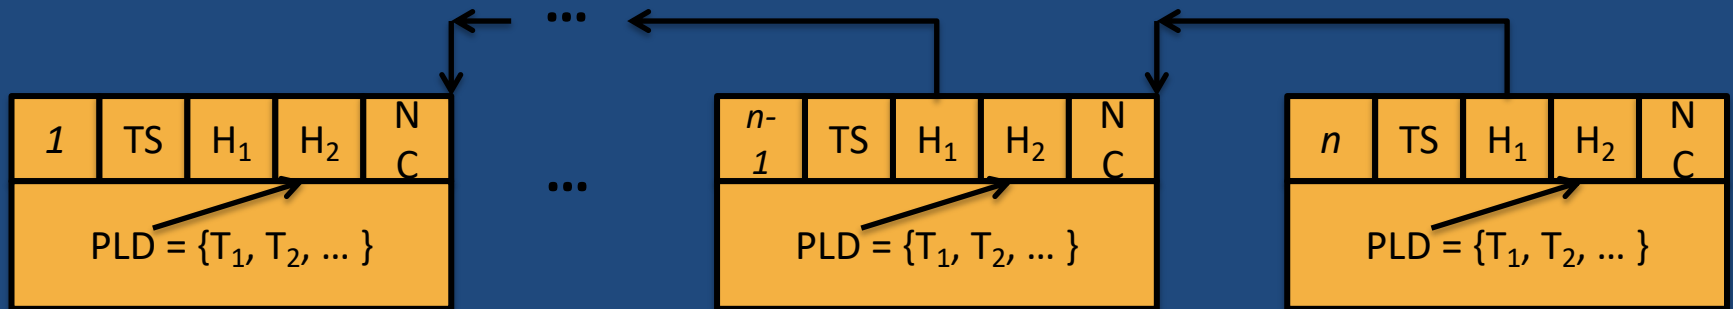 ...
1 TS H₁ H₂ N C
n-1 TS H₁ H₂ N C
n TS H₁ H₂ N C
...
PLD = {T₁, T₂, ... }
PLD = {T₁, T₂, ... }
PLD = {T₁, T₂, ... }